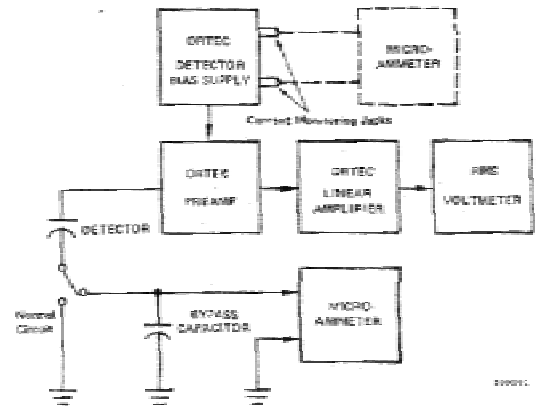 ORTEC
DETECTOR
BIAS SUPPLY
MICRO-
AMMETER
Current Monitoring Jacks
ORTEC
PREAMP
ORTEC
LINEAR
AMPLIFIER
RMS
VOLTMETER
DETECTOR
Normal
Circuit
BYPASS
CAPACITOR
MICRO-
AMMETER